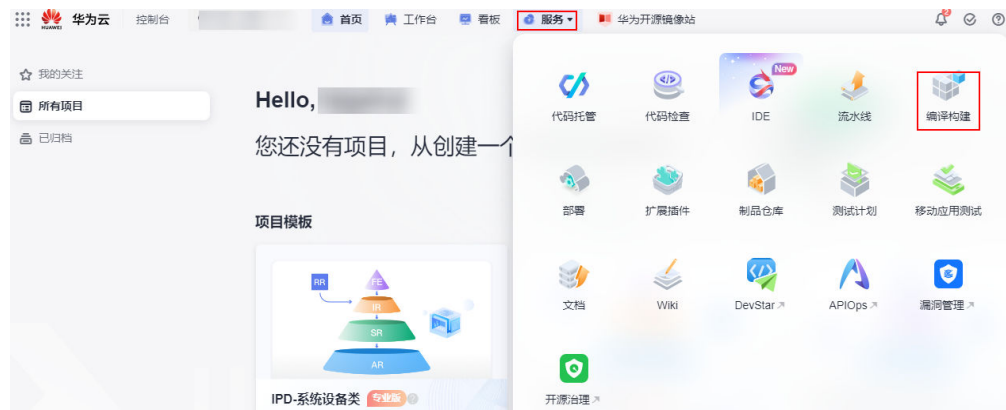 HUAWEI
华为云
控制台
首页
工作台
看板
服务
华为开源镜像站
我的关注
所有项目
已归档
Hello,
您还没有项目，从创建一个
项目模板
RR
FE
IR
SR
AR
IPD-系统设备类 专业版
代码托管
代码检查
New
IDE
流水线
编译构建
部署
扩展插件
制品仓库
测试计划
移动应用测试
文档
Wiki
DevStar
APIOps
漏洞管理
开源治理